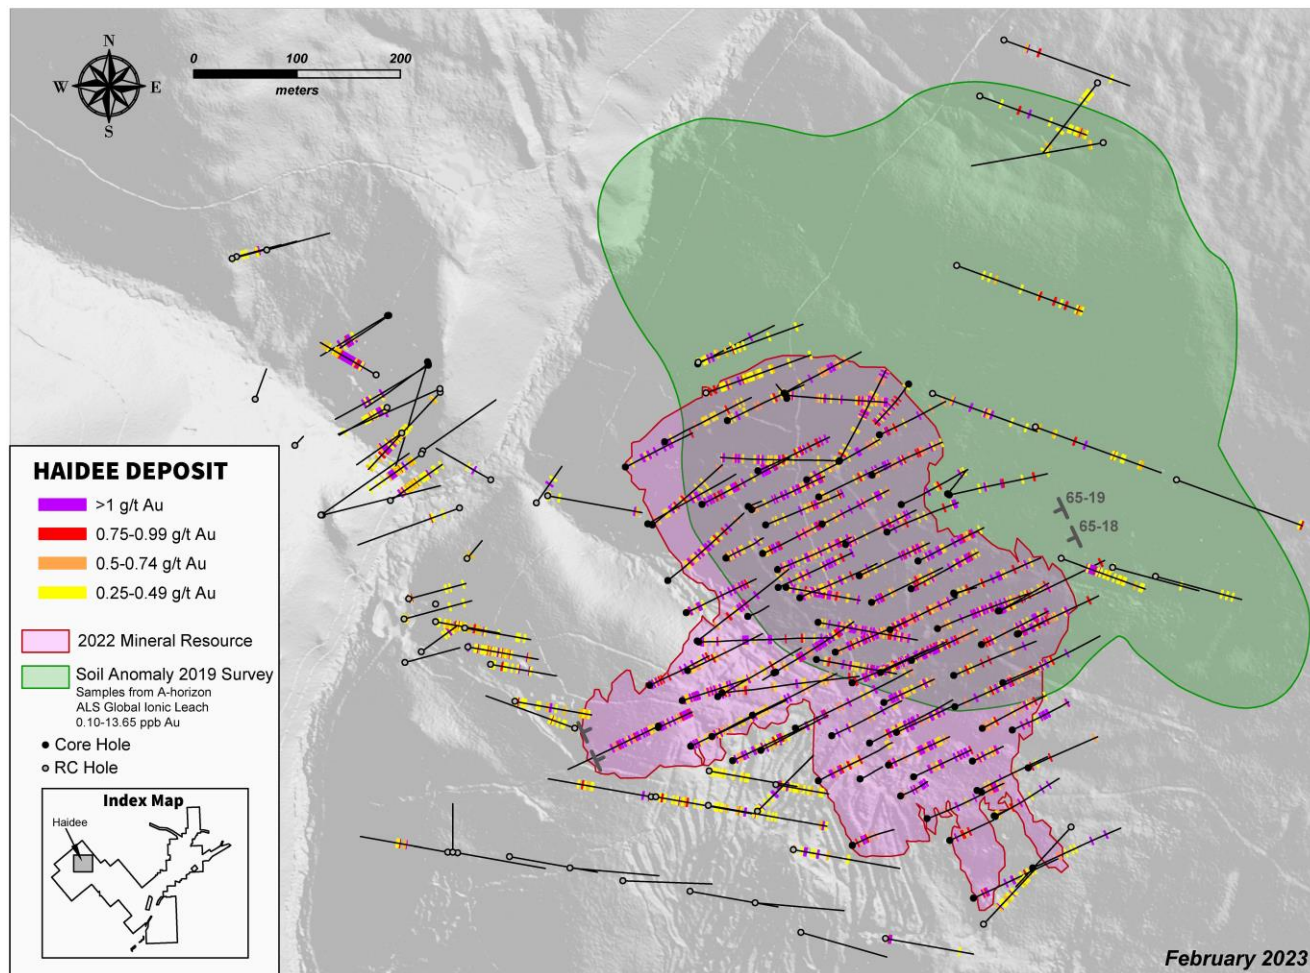 N
W E
S
0 100 200
meters
65-19
65-18
HAIDEE DEPOSIT
>1 g/t Au
0.75-0.99 g/t Au
0.5-0.74 g/t Au
0.25-0.49 g/t Au
2022 Mineral Resource
Soil Anomaly 2019 Survey
Samples from A-horizon
ALS Global Ionic Leach
0.10-13.65 ppb Au
Core Hole
RC Hole
Index Map
Haidee
February 2023